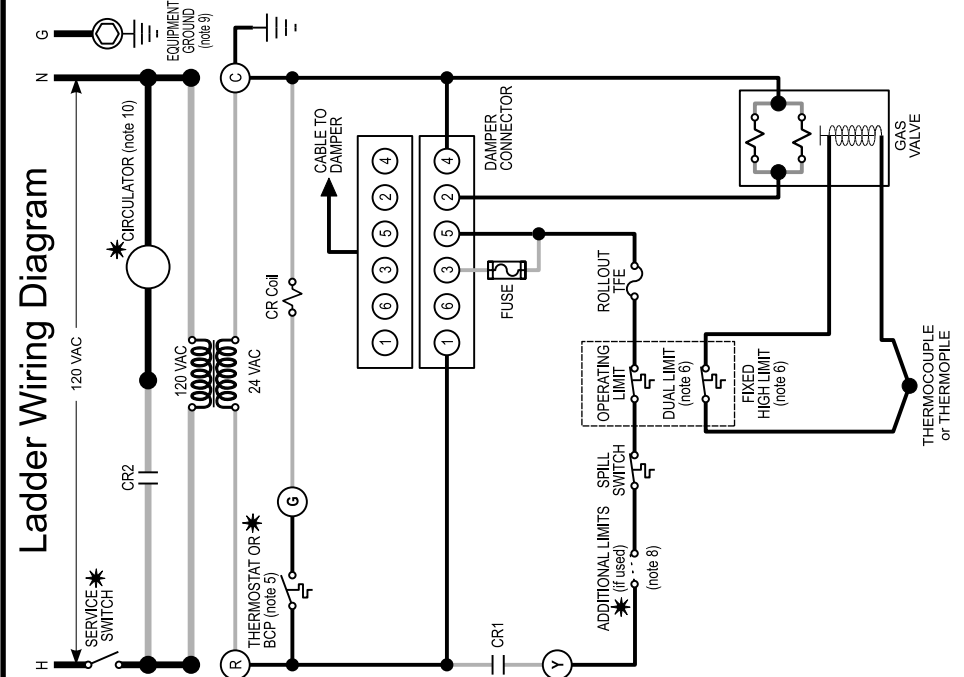 Ladder Wiring Diagram
H
120 VAC
N
G
SERVICE
SWITCH
CR2
CIRCULATOR (note 10)
EQUIPMENT
GROUND
(note 9)
120 VAC
24 VAC
R
C
THERMOSTAT OR
BCP (note 5)
G
CR Coil
CABLE TO
DAMPER
1
6
3
5
2
4
1
6
3
5
2
4
DAMPER
CONNECTOR
FUSE
CR1
Y
ADDITIONAL LIMITS
(if used)
(note 8)
SPILL
SWITCH
OPERATING
LIMIT
DUAL LIMIT
(note 6)
FIXED
HIGH LIMIT
(note 6)
ROLLOUT
TFE
GAS
VALVE
THERMOCOUPLE
or THERMOPILE